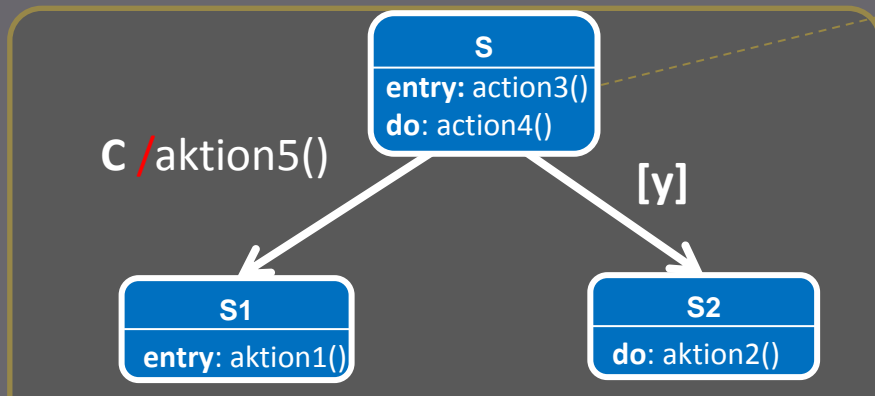 S
entry: action3()
do: action4()
C /aktion5()
[y]
S1
entry: aktion1()
S2
do: aktion2()